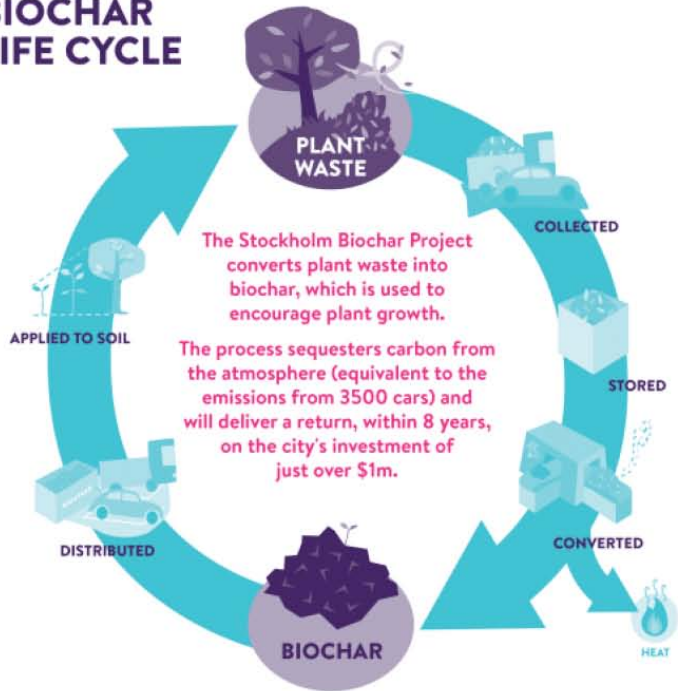 BIOCHAR
LIFE CYCLE
PLANT
WASTE
COLLECTED
The Stockholm Biochar Project
converts plant waste into
biochar, which is used to
encourage plant growth.
The process sequesters carbon from
the atmosphere (equivalent to the
emissions from 3500 cars) and
will deliver a return, within 8 years,
on the city's investment of
just over $1m.
STORED
CONVERTED
HEAT
BIOCHAR
DISTRIBUTED
APPLIED TO SOIL